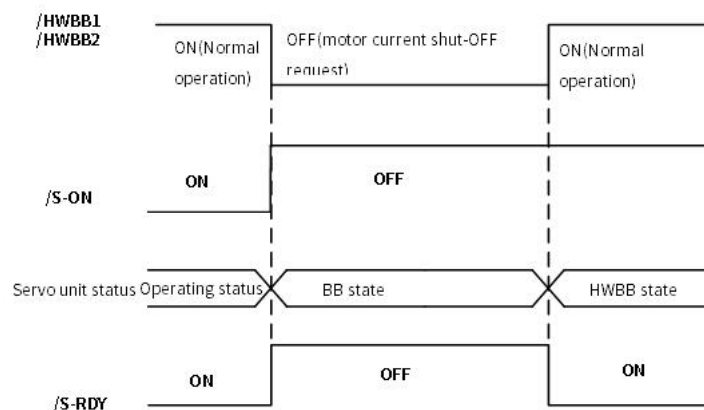 /HWBB1
/HWBB2
ON(Normal
operation)
OFF(motor current shut-OFF
request)
ON(Normal
operation)
/S-ON
ON
OFF
Servo unit status
Operating status
BB state
HWBB state
/S-RDY
ON
OFF
ON